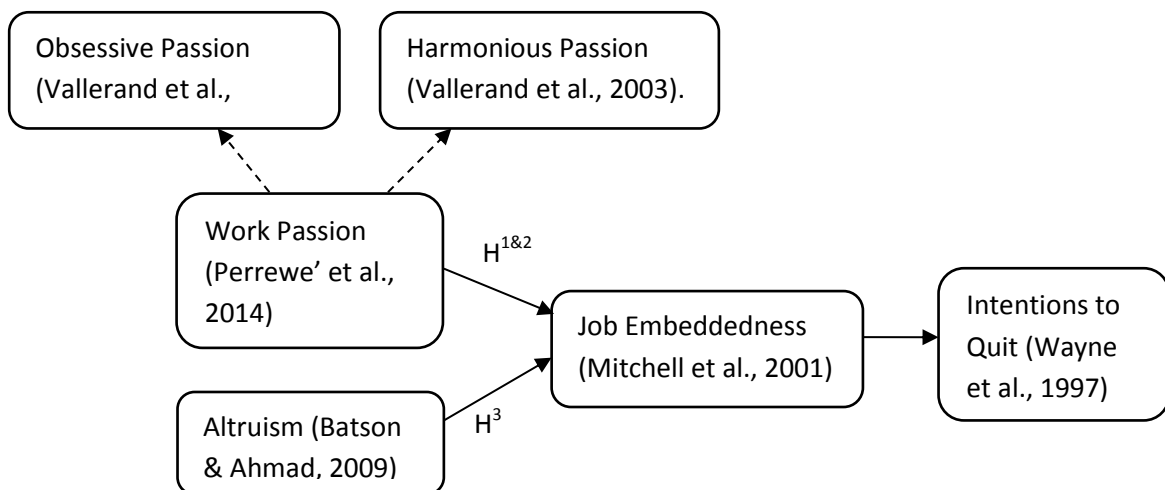 Obsessive Passion
(Vallerand et al.,
Harmonious Passion
(Vallerand et al., 2003).
Work Passion
(Perrewe’ et al.,
2014)
H1&2
Job Embeddedness
(Mitchell et al., 2001)
Intentions to
Quit (Wayne
et al., 1997)
Altruism (Batson
& Ahmad, 2009)
H3